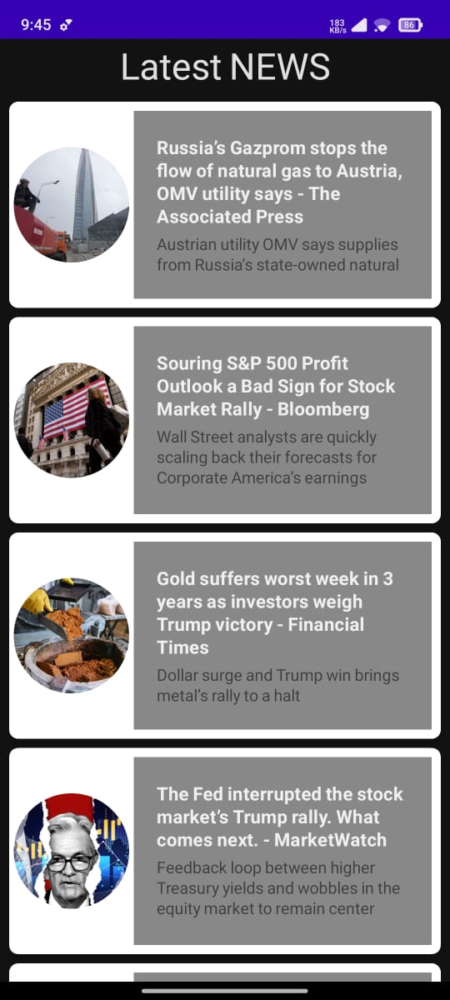 9:45
183
KB/s
86
Latest NEWS
Russia’s Gazprom stops the
flow of natural gas to Austria,
OMV utility says - The
Associated Press
Austrian utility OMV says supplies
from Russia’s state-owned natural
Souring S&P 500 Profit
Outlook a Bad Sign for Stock
Market Rally - Bloomberg
Wall Street analysts are quickly
scaling back their forecasts for
Corporate America’s earnings
Gold suffers worst week in 3
years as investors weigh
Trump victory - Financial
Times
Dollar surge and Trump win brings
metal’s rally to a halt
The Fed interrupted the stock
market’s Trump rally. What
comes next. - MarketWatch
Feedback loop between higher
Treasury yields and wobbles in the
equity market to remain center